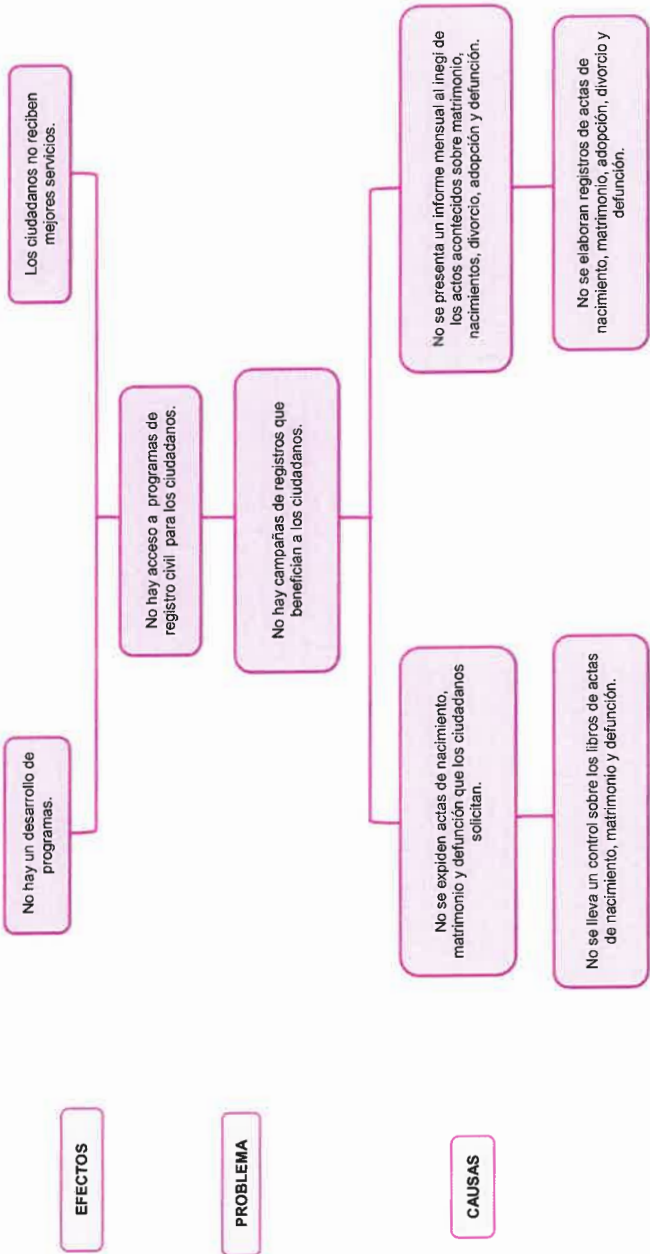 EFECTOS
No hay un desarrollo de
programas.
Los ciudadanos no reciben
mejores servicios.
No hay acceso a programas de
registro civil para los ciudadanos.
PROBLEMA
No hay campañas de registros que
benefician a los ciudadanos.
CAUSAS
No se expiden actas de nacimiento,
matrimonio y defunción que los ciudadanos
solicitan.
No se presenta un informe mensual al inegi de
los actos acontecidos sobre matrimonio,
nacimientos, divorcio, adopción y defunción.
No se lleva un control sobre los libros de actas
de nacimiento, matrimonio y defunción.
No se elaboran registros de actas de
nacimiento, matrimonio, adopción, divorcio y
defunción.